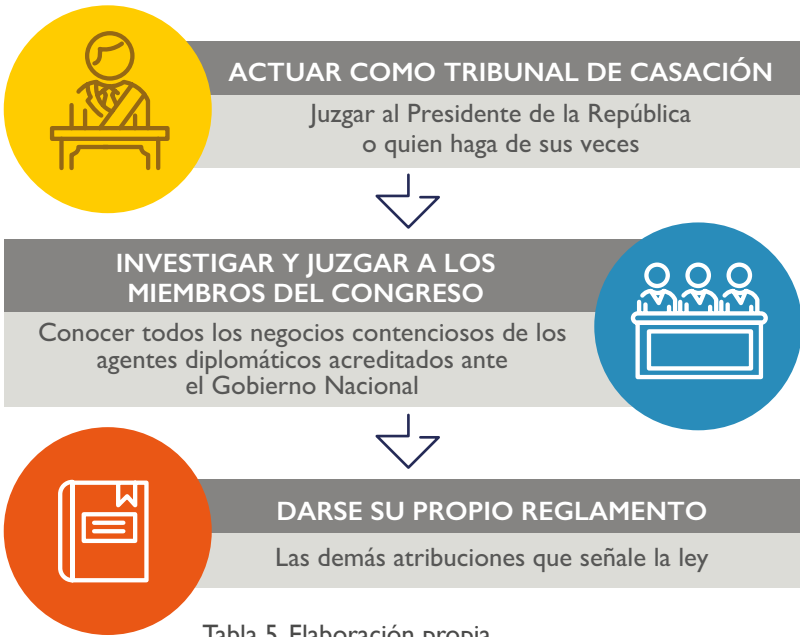 ACTUAR COMO TRIBUNAL DE CASACIÓN
Juzgar al Presidente de la República
o quien haga de sus veces
INVESTIGAR Y JUZGAR A LOS
MIEMBROS DEL CONGRESO
Conocer todos los negocios contenciosos de los
agentes diplomáticos acreditados ante
el Gobierno Nacional
DARSE SU PROPIO REGLAMENTO
Las demás atribuciones que señale la ley
Tabla 5. Elaboración propia